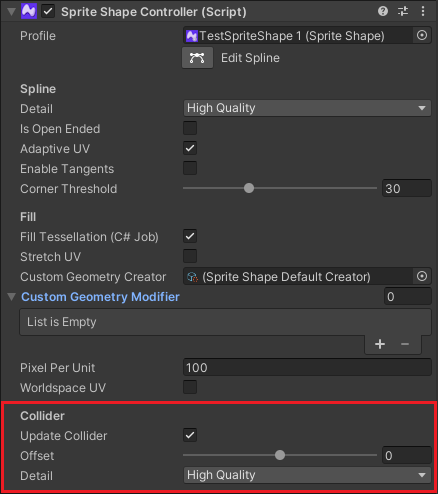 Sprite Shape Controller (Script)
Profile TestSpriteShape 1 (Sprite Shape)
Edit Spline
Spline
Detail High Quality
Is Open Ended
Adaptive UV
Enable Tangents
Corner Threshold 30
Fill
Fill Tessellation (C# Job)
Stretch UV
Custom Geometry Creator (Sprite Shape Default Creator)
Custom Geometry Modifier 0
List is Empty
Pixel Per Unit 100
Worldspace UV
Collider
Update Collider
Offset 0
Detail High Quality